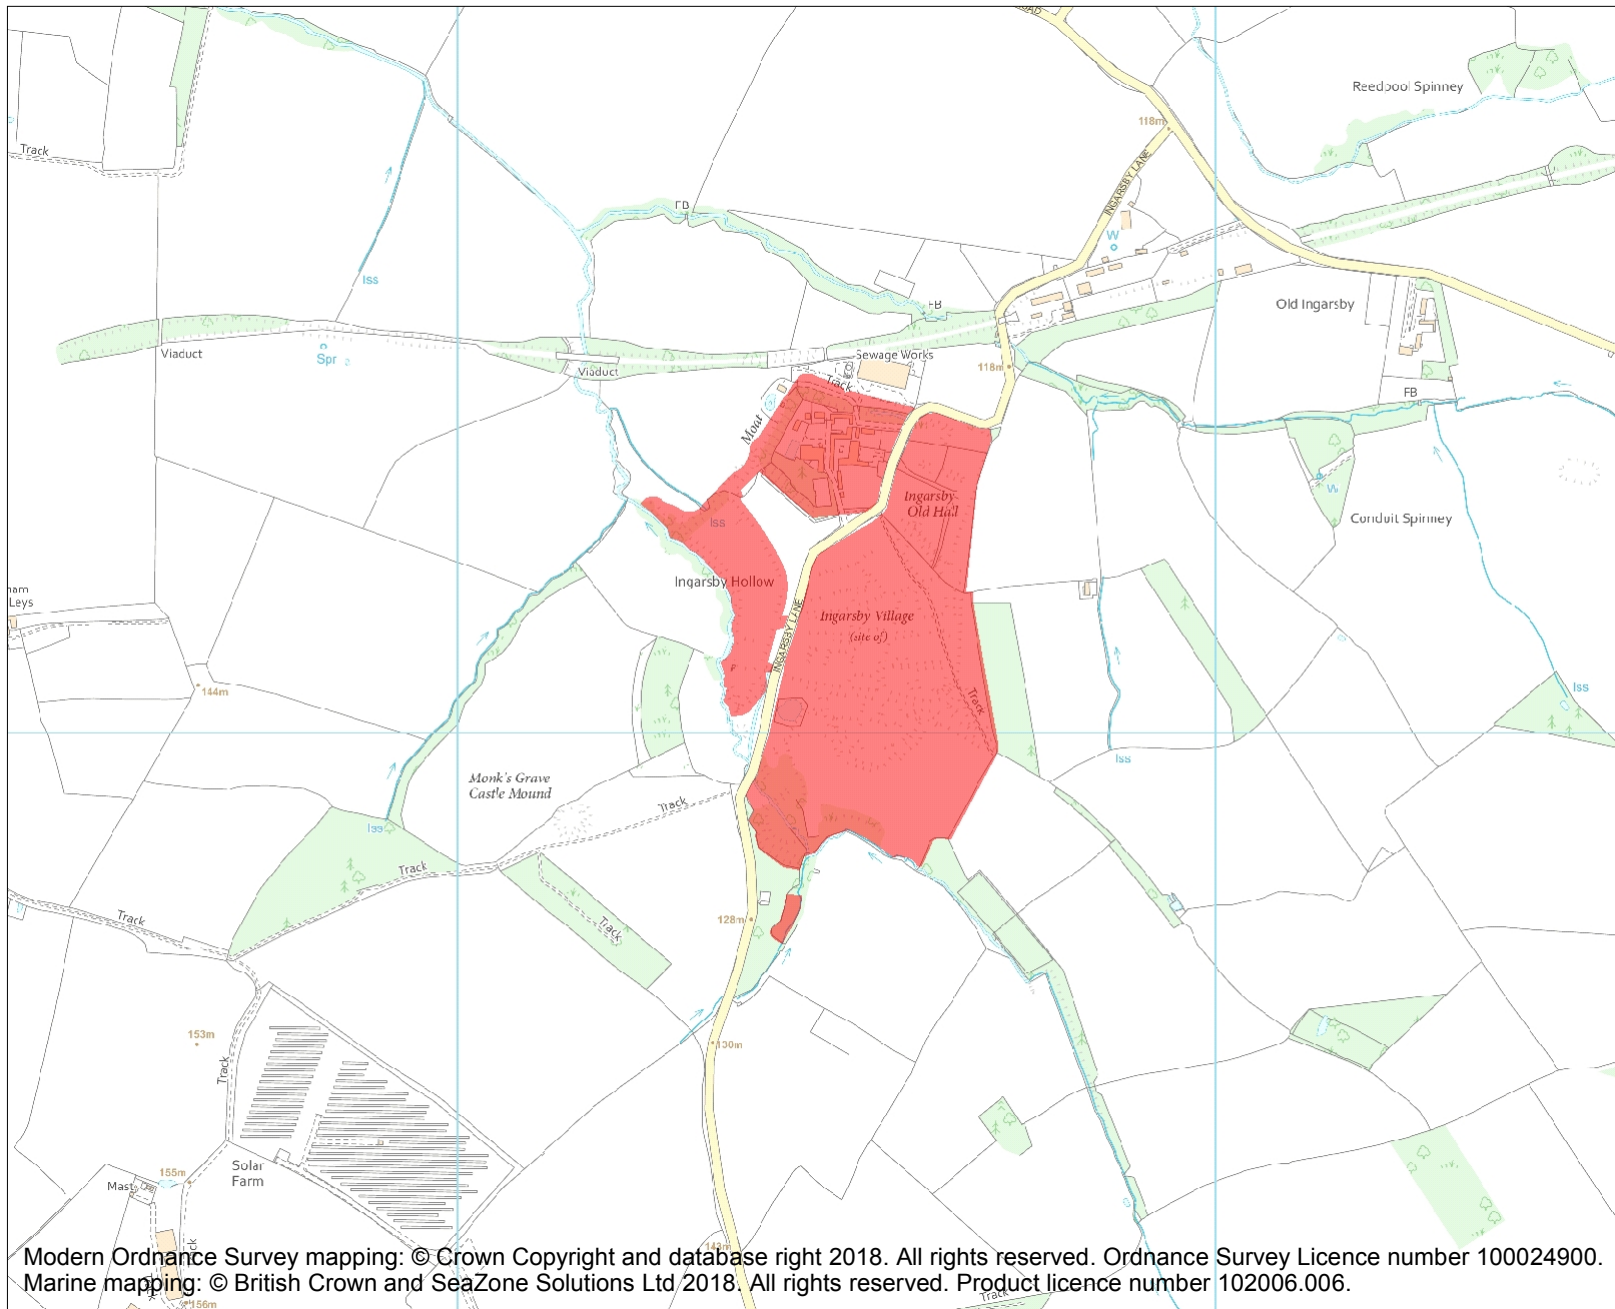 Reedpool Spinney
118m
Track
INGARSBY LANE
FB
W
Iss
FB
Old Ingarsby
Viaduct
Spr
Viaduct
Sewage Works
118m
Track
FB
Moat
Ingarsby
Old Hall
W
Iss
Conduit Spinney
Ingarsby Hollow
Leys
INGARSBY LANE
Ingarsby Village
(site of)
144m
Track
Iss
Iss
Monk's Grave
Castle Mound
Track
Iss
Track
Track
Track
128m
153m
130m
Track
Solar
Farm
155m
Mast
143m
Modern Ordnance Survey mapping: © Crown Copyright and database right 2018. All rights reserved. Ordnance Survey Licence number 100024900.
Marine mapping: © British Crown and SeaZone Solutions Ltd 2018. All rights reserved. Product licence number 102006.006.
156m
Track